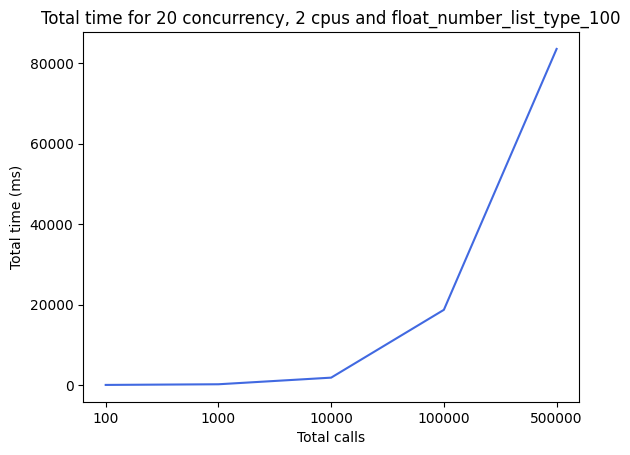 Total time for 20 concurrency, 2 cpus and float_number_list_type_100
80000
60000
40000
20000
0
Total time (ms)
100 1000 10000 100000 500000
Total calls